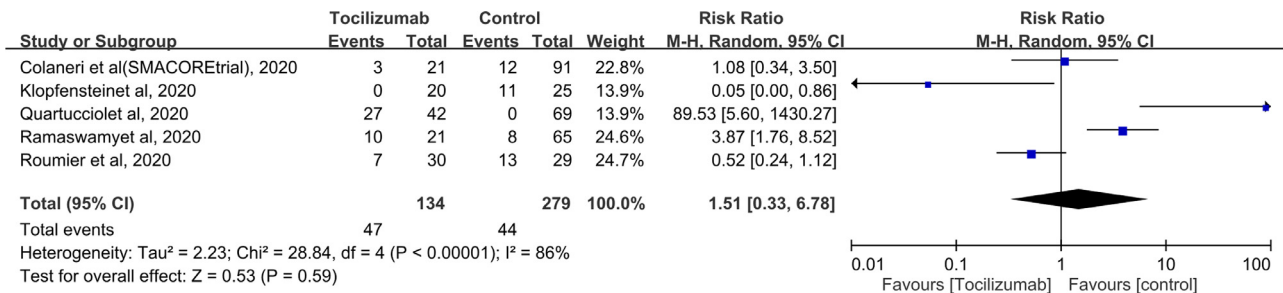 Tocilizumab Control Risk Ratio Risk Ratio
Study or Subgroup Events Total Events Total Weight M-H, Random, 95% CI M-H, Random, 95% CI
Colaneri et al(SMACOREtrial), 2020 3 21 12 91 22.8% 1.08 [0.34, 3.50]
Klopfensteinet al, 2020 0 20 11 25 13.9% 0.05 [0.00, 0.86]
Quartucciolet al, 2020 27 42 0 69 13.9% 89.53 [5.60, 1430.27]
Ramaswamyet al, 2020 10 21 8 65 24.6% 3.87 [1.76, 8.52]
Roumier et al, 2020 7 30 13 29 24.7% 0.52 [0.24, 1.12]
Total (95% CI) 134 279 100.0% 1.51 [0.33, 6.78]
Total events 47 44
Heterogeneity: Tau² = 2.23; Chi² = 28.84, df = 4 (P < 0.00001); I² = 86%
Test for overall effect: Z = 0.53 (P = 0.59)
0.01 0.1 1 10 100
Favours [Tocilizumab] Favours [control]